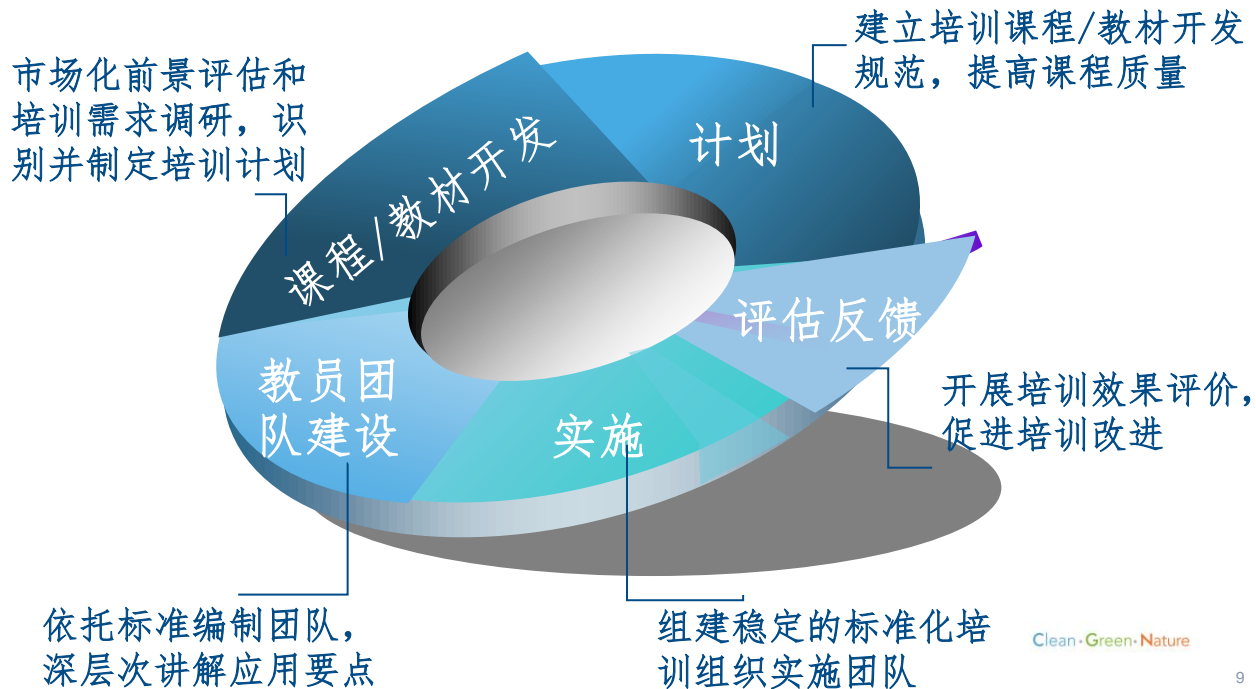 建立培训课程/教材开发
规范，提高课程质量
市场化前景评估和
培训需求调研，识
别并制定培训计划
计划
课程/教材开发
评估反馈
教员团
队建设
实施
开展培训效果评价，
促进培训改进
依托标准编制团队，
深层次讲解应用要点
组建稳定的标准化培
训组织实施团队
Clean·Green·Nature
9